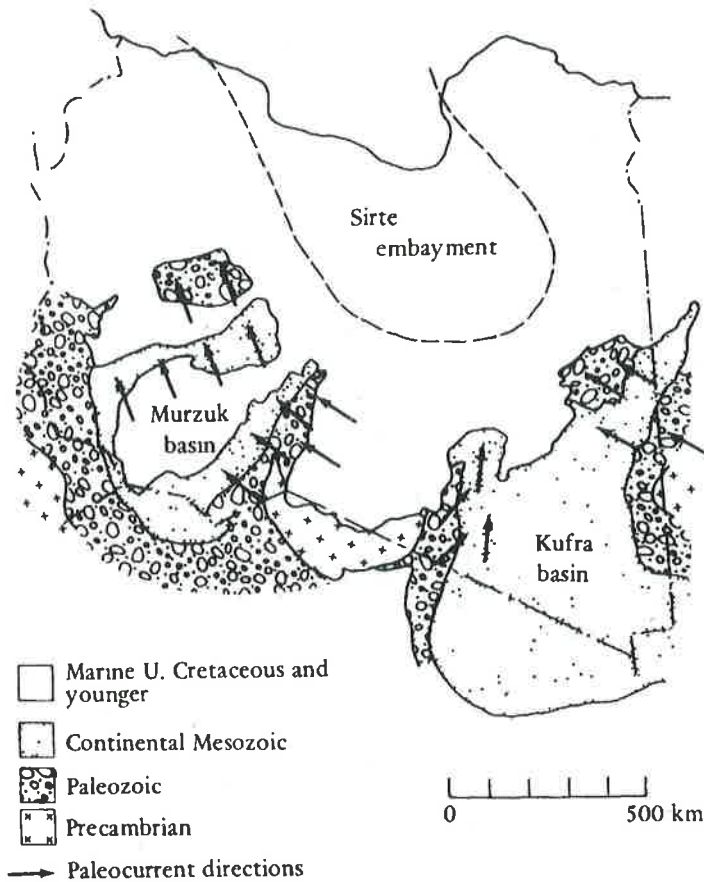 Sirte
embayment
Murzuk
basin
Kufra
basin
Marine U. Cretaceous and
younger
Continental Mesozoic
Paleozoic
Precambrian
Paleocurrent directions
0 500 km